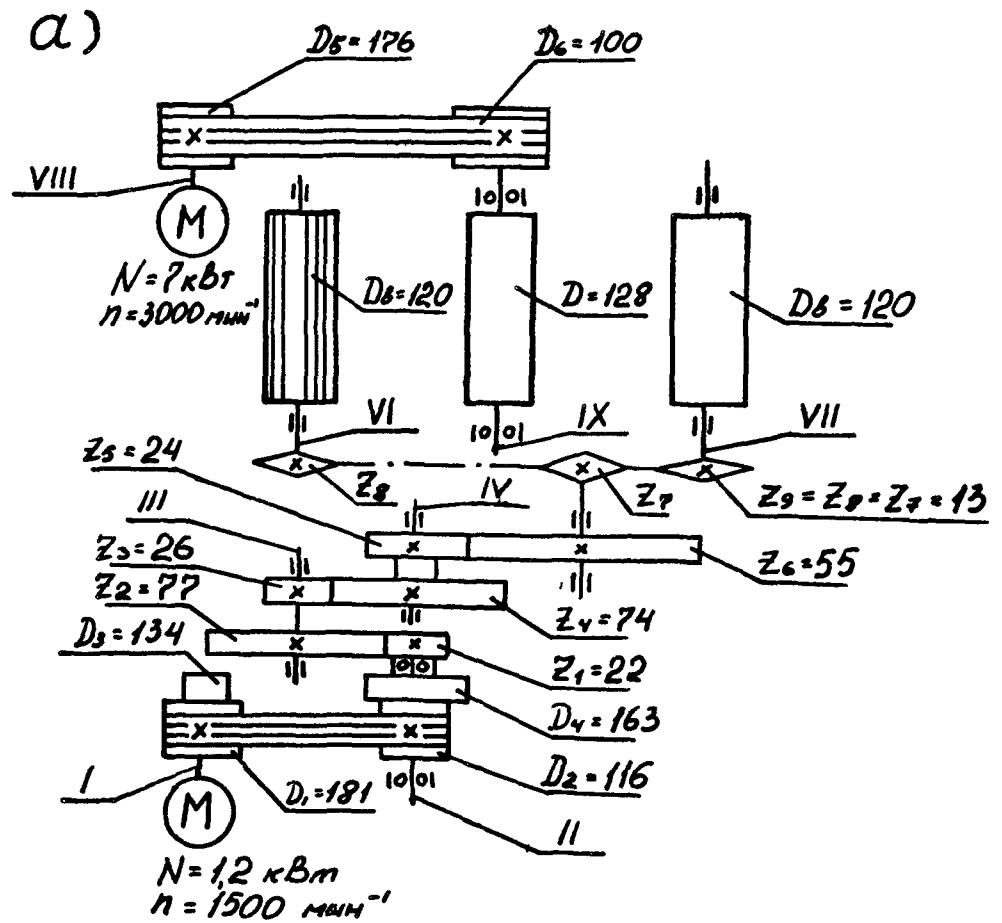 а)
D5=176
D6=100
VIII
М
N=7кВт
n=3000 мин⁻¹
Dв=120
D=128
Dв=120
VI
IX
VII
Z5=24
Z8
IV
Z7
Z9=Z8=Z7=13
III
Z3=26
Z6=55
Z2=77
Z4=74
D3=134
Z1=22
D4=163
I
D1=181
D2=116
М
II
N=1,2 кВт
n=1500 мин⁻¹